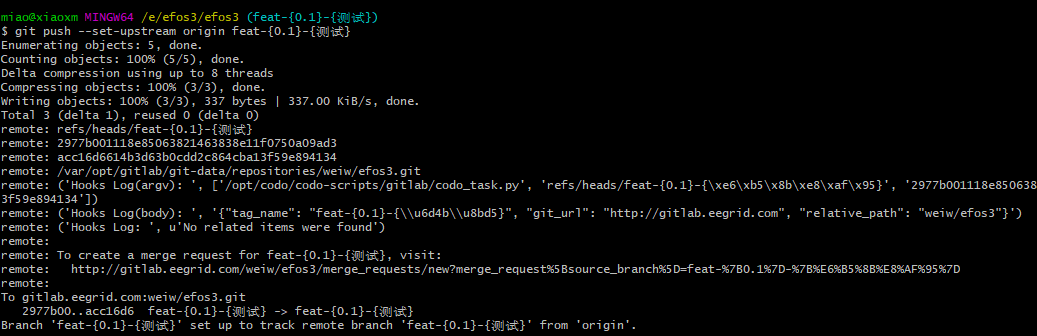 miao@xiaoxm MINGW64 /e/efos3/efos3 (feat-{0.1}-{测试})
$ git push --set-upstream origin feat-{0.1}-{测试}
Enumerating objects: 5, done.
Counting objects: 100% (5/5), done.
Delta compression using up to 8 threads
Compressing objects: 100% (3/3), done.
Writing objects: 100% (3/3), 337 bytes | 337.00 KiB/s, done.
Total 3 (delta 1), reused 0 (delta 0)
remote: refs/heads/feat-{0.1}-{测试}
remote: 2977b001118e85063821463838e11f0750a09ad3
remote: acc16d6614b3d63b0cdd2c864cba13f59e894134
remote: /var/opt/gitlab/git-data/repositories/weiw/efos3.git
remote: ('Hooks Log(argv): ', ['/opt/codo/codo-scripts/gitlab/codo_task.py', 'refs/heads/feat-{0.1}-{\xe6\xb5\x8b\xe8\xaf\x95}', '2977b001118e850638
3f59e894134'])
remote: ('Hooks Log(body): ', '{"tag_name": "feat-{0.1}-{\\u6d4b\\u8bd5}", "git_url": "http://gitlab.eegrid.com", "relative_path": "weiw/efos3"}')
remote: ('Hooks Log: ', u'No related items were found')
remote:
remote: To create a merge request for feat-{0.1}-{测试}, visit:
remote:   http://gitlab.eegrid.com/weiw/efos3/merge_requests/new?merge_request%5Bsource_branch%5D=feat-%7B0.1%7D-%7B%E6%B5%8B%E8%AF%95%7D
remote:
To gitlab.eegrid.com:weiw/efos3.git
   2977b00..acc16d6  feat-{0.1}-{测试} -> feat-{0.1}-{测试}
Branch 'feat-{0.1}-{测试}' set up to track remote branch 'feat-{0.1}-{测试}' from 'origin'.